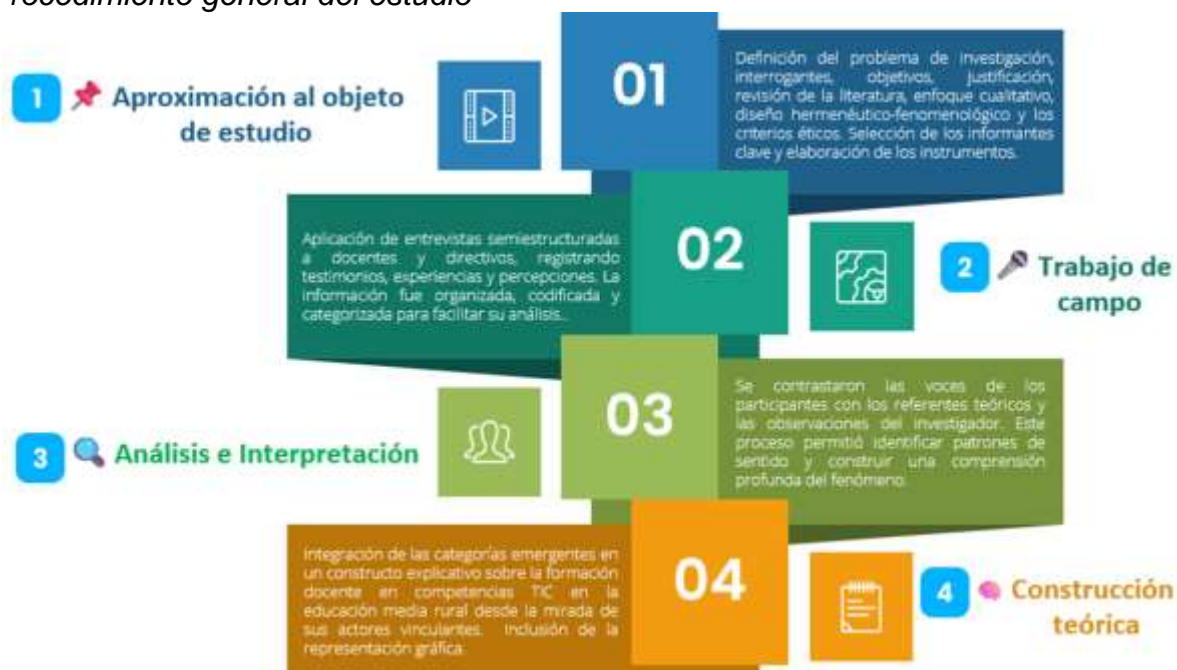 rocedimiento general del estudio
1 Aproximación al objeto
de estudio
01
Definición del problema de investigación,
interrogantes, objetivos, justificación,
revisión de la literatura, enfoque cualitativo,
diseño hermenéutico-fenomenológico y los
criterios éticos. Selección de los informantes
clave y elaboración de los instrumentos.
Aplicación de entrevistas semiestructuradas
a docentes y directivos, registrando
testimonios, experiencias y percepciones. La
información fue organizada, codificada y
categorizada para facilitar su análisis.
02
2 Trabajo de
campo
3 Análisis e Interpretación
03
Se contrastaron las voces de los
participantes con los referentes teóricos y
las observaciones del investigador. Este
proceso permitió identificar patrones de
sentido y construir una comprensión
profunda del fenómeno.
Integración de las categorías emergentes en
un constructo explicativo sobre la formación
docente en competencias TIC en la
educación media rural desde la mirada de
sus actores vinculantes. Inclusión de la
representación gráfica
04
4 Construcción
teórica